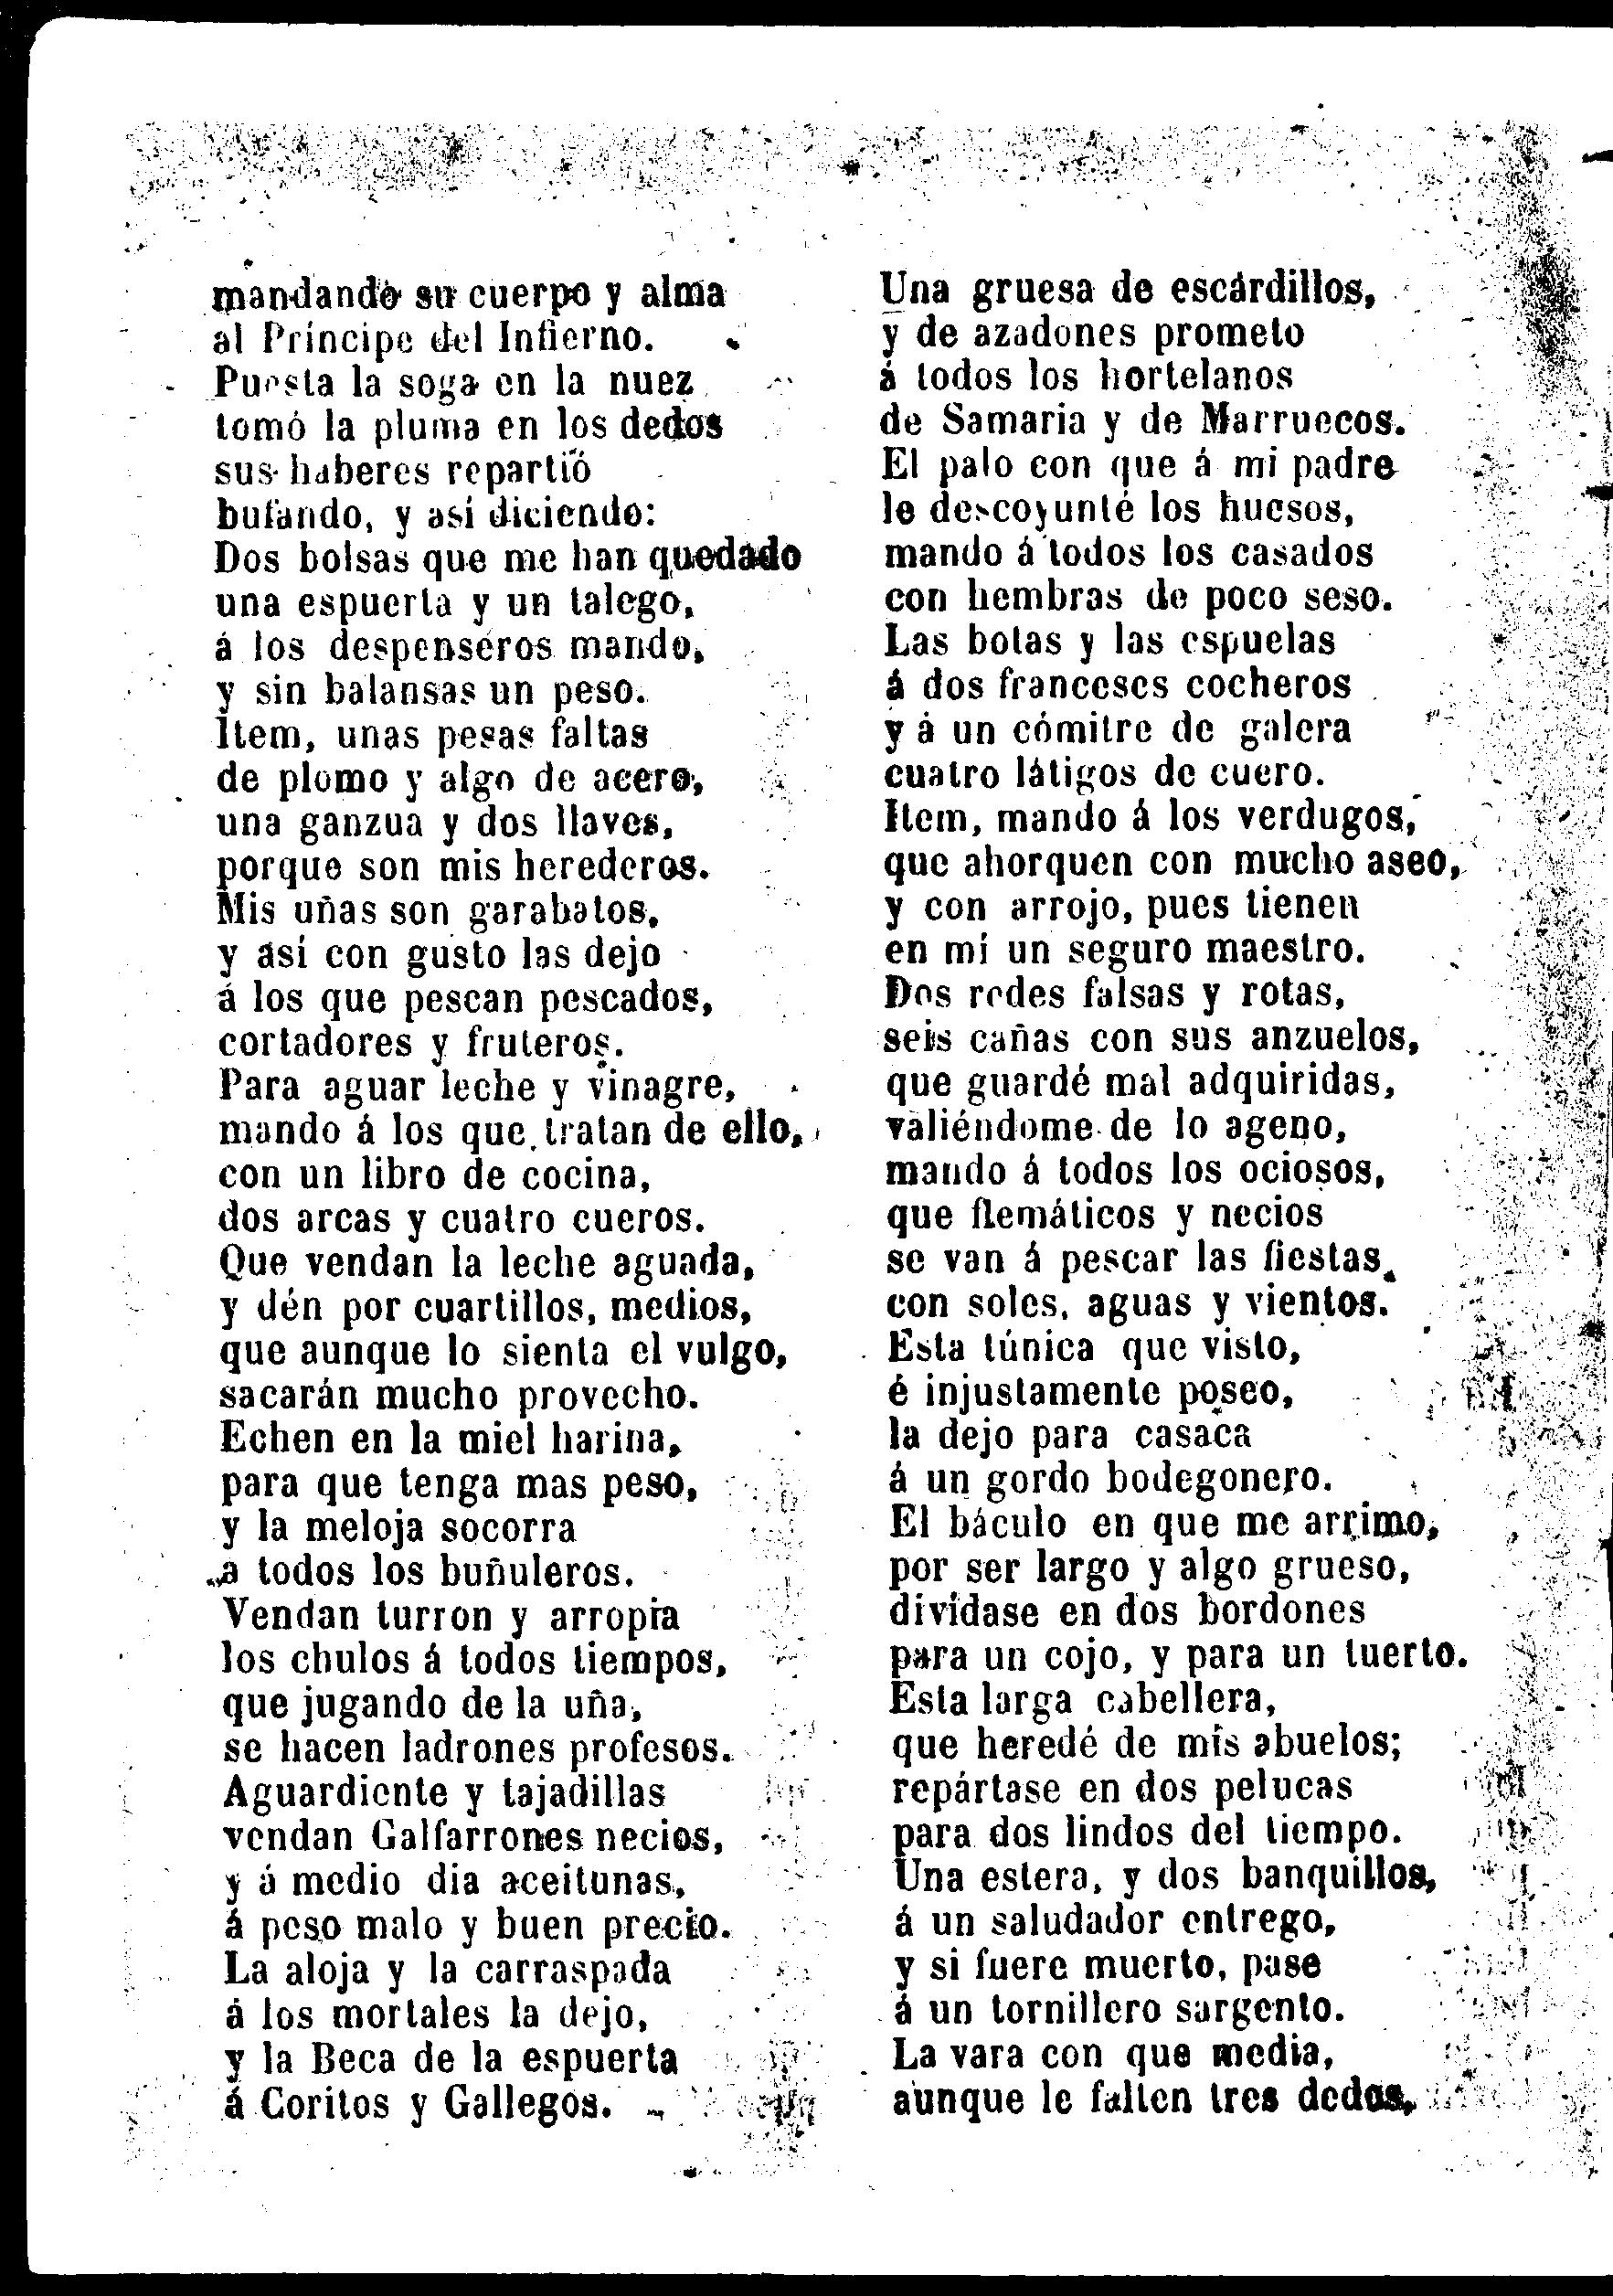 mandando su cuerpo y alma
al Príncipe del Infierno.
Puesta la soga en la nuez
tomó la pluma en los dedos
sus haberes repartió
bufando, y así diciendo:
Dos bolsas que me han quedado
una espuerta y un talego,
á los despenseros mando,
y sin balansas un peso.
Item, unas pesas faltas
de plomo y algo de acero,
una ganzua y dos llaves,
porque son mis herederos.
Mis uñas son garabatos,
y así con gusto las dejo
á los que pescan pescados,
cortadores y fruteros.
Para aguar leche y vinagre,
mando á los que tratan de ello,
con un libro de cocina,
dos arcas y cuatro cueros.
Que vendan la leche aguada,
y dén por cuartillos, medios,
que aunque lo sienta el vulgo,
sacarán mucho provecho.
Echen en la miel harina,
para que tenga mas peso,
y la meloja socorra
a todos los buñuleros.
Vendan turron y arropia
los chulos á todos tiempos,
que jugando de la uña,
se hacen ladrones profesos.
Aguardiente y tajadillas
vendan Galfarrones necios,
y á medio dia aceitunas,
á peso malo y buen precio.
La aloja y la carraspada
á los mortales la dejo,
y la Beca de la espuerta
á Coritos y Gallegos.
Una gruesa de escardillos,
y de azadones prometo
á todos los hortelanos
de Samaria y de Marruecos.
El palo con que á mi padre
le descoyunté los huesos,
mando á todos los casados
con hembras de poco seso.
Las botas y las espuelas
á dos franceses cocheros
y á un cómitre de galera
cuatro látigos de cuero.
Item, mando á los verdugos,
que ahorquen con mucho aseo,
y con arrojo, pues tienen
en mí un seguro maestro.
Dos redes falsas y rotas,
seis cañas con sus anzuelos,
que guardé mal adquiridas,
valiéndome de lo ageno,
mando á todos los ociosos,
que flemáticos y necios
se van á pescar las fiestas,
con soles, aguas y vientos.
Esta túnica que visto,
é injustamente poseo,
la dejo para casaca
á un gordo bodegonero.
El báculo en que me arrimo,
por ser largo y algo grueso,
divídase en dos bordones
para un cojo, y para un tuerto.
Esta larga cabellera,
que heredé de mis abuelos;
repártase en dos pelucas
para dos lindos del tiempo.
Una estera, y dos banquillos,
á un saludador entrego,
y si fuere muerto, pase
á un tornillero sargento.
La vara con que media,
aunque le falten tres dedos,